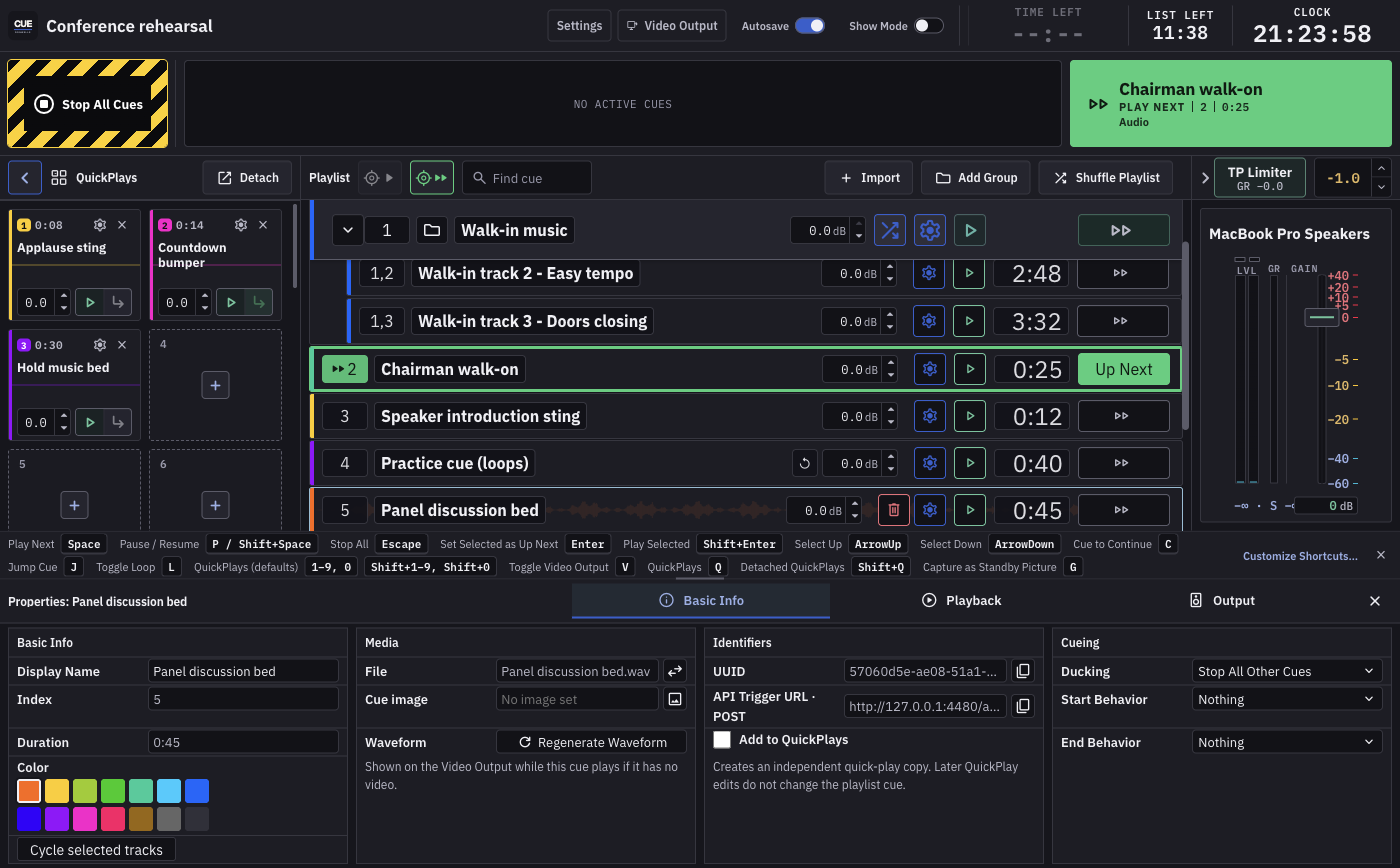 CUE
Conference rehearsal
Settings
Video Output
Autosave
Show Mode
TIME LEFT
--:--
LIST LEFT
11:38
CLOCK
21:23:58
Stop All Cues
NO ACTIVE CUES
Chairman walk-on
PLAY NEXT | 2 | 0:25
Audio
QuickPlays
Detach
Playlist
Find cue
Import
Add Group
Shuffle Playlist
TP Limiter
GR -0.0
-1.0
1 0:08
Applause sting
0.0
2 0:14
Countdown
bumper
0.0
3 0:30
Hold music bed
0.0
4
5
6
1 Walk-in music 0.0 dB
1,2 Walk-in track 2 - Easy tempo 0.0 dB 2:48
1,3 Walk-in track 3 - Doors closing 0.0 dB 3:32
2 Chairman walk-on 0.0 dB 0:25 Up Next
3 Speaker introduction sting 0.0 dB 0:12
4 Practice cue (loops) 0.0 dB 0:40
5 Panel discussion bed 0.0 dB 0:45
MacBook Pro Speakers
LVL GR GAIN
+40
+20
+10
+5
0
-5
-10
-20
-40
-60
-∞ · S -∞ 0 dB
Play Next Space Pause / Resume P / Shift+Space Stop All Escape Set Selected as Up Next Enter Play Selected Shift+Enter Select Up ArrowUp Select Down ArrowDown Cue to Continue C
Jump Cue J Toggle Loop L QuickPlays (defaults) 1-9, 0 Shift+1-9, Shift+0 Toggle Video Output V QuickPlays Q Detached QuickPlays Shift+Q Capture as Standby Picture G
Customize Shortcuts...
Properties: Panel discussion bed
Basic Info
Playback
Output
Basic Info
Display Name Panel discussion bed
Index 5
Duration 0:45
Color
Cycle selected tracks
Media
File Panel discussion bed.wav
Cue image No image set
Waveform Regenerate Waveform
Shown on the Video Output while this cue plays if it has no
video.
Identifiers
UUID 57060d5e-ae08-51a1-...
API Trigger URL ·
POST
http://127.0.0.1:4480/a...
Add to QuickPlays
Creates an independent quick-play copy. Later QuickPlay
edits do not change the playlist cue.
Cueing
Ducking Stop All Other Cues
Start Behavior Nothing
End Behavior Nothing